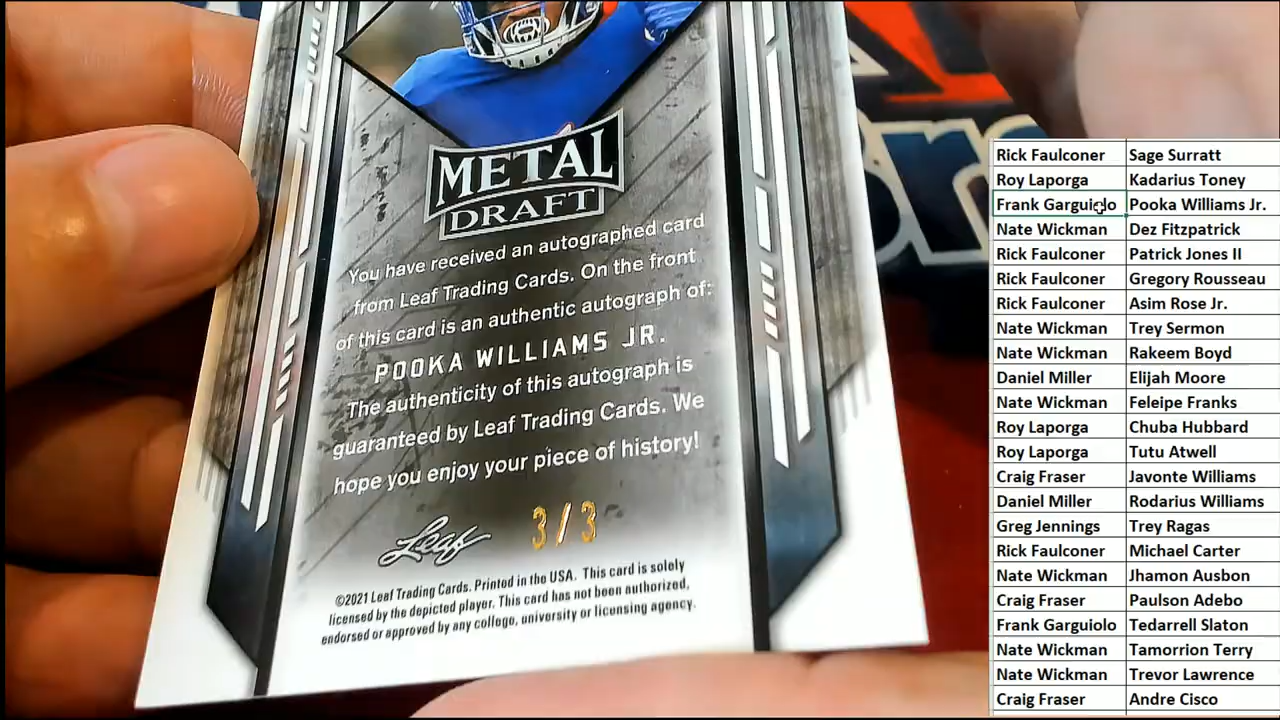 METAL
DRAFT
You have received an autographed card
from Leaf Trading Cards. On the front
of this card is an authentic autograph of:
POOKA WILLIAMS JR.
The authenticity of this autograph is
guaranteed by Leaf Trading Cards. We
hope you enjoy your piece of history!
Leaf 3/3
©2021 Leaf Trading Cards. Printed in the USA. This card is solely
licensed by the depicted player. This card has not been authorized,
endorsed or approved by any college, university or licensing agency.
Rick Faulconer Sage Surratt
Roy Laporga Kadarius Toney
Frank Garguiolo Pooka Williams Jr.
Nate Wickman Dez Fitzpatrick
Rick Faulconer Patrick Jones II
Rick Faulconer Gregory Rousseau
Rick Faulconer Asim Rose Jr.
Nate Wickman Trey Sermon
Nate Wickman Rakeem Boyd
Daniel Miller Elijah Moore
Nate Wickman Feleipe Franks
Roy Laporga Chuba Hubbard
Roy Laporga Tutu Atwell
Craig Fraser Javonte Williams
Daniel Miller Rodarius Williams
Greg Jennings Trey Ragas
Rick Faulconer Michael Carter
Nate Wickman Jhamon Ausbon
Craig Fraser Paulson Adebo
Frank Garguiolo Tedarrell Slaton
Nate Wickman Tamorrion Terry
Nate Wickman Trevor Lawrence
Craig Fraser Andre Cisco